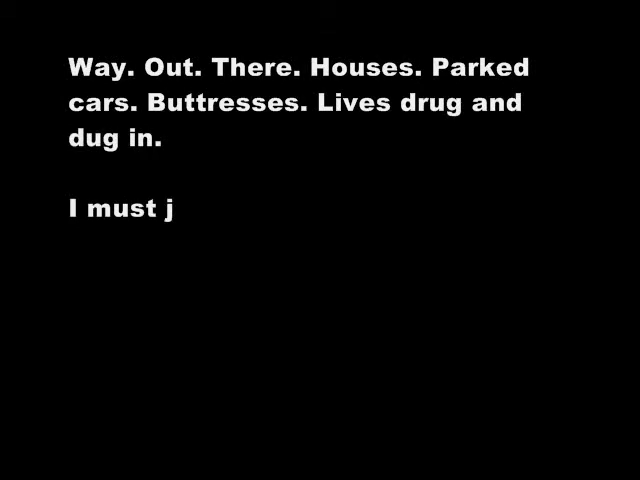 Way. Out. There. Houses. Parked
cars. Buttresses. Lives drug and
dug in.
I must j